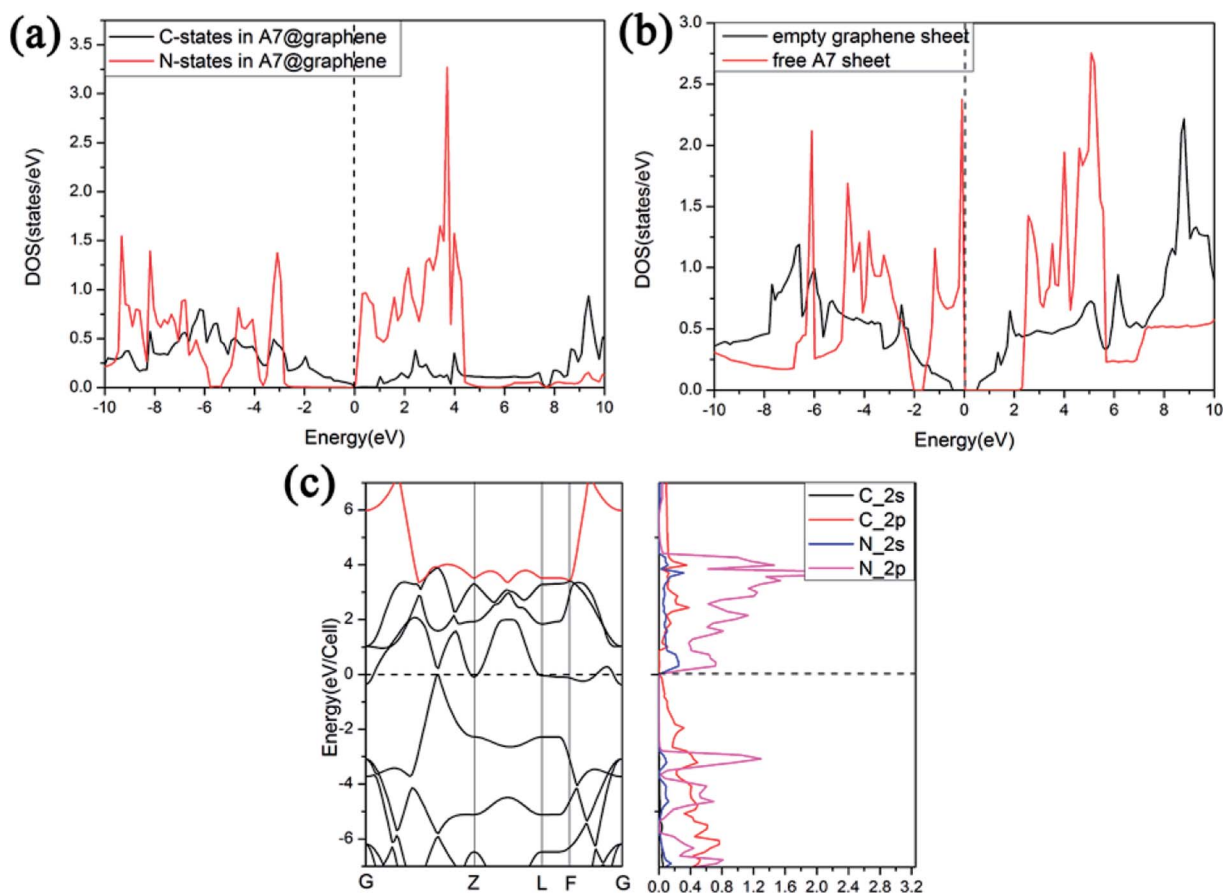 (a)
C-states in A7@graphene
N-states in A7@graphene
3.5
3.0
2.5
2.0
1.5
1.0
0.5
0.0
DOS(states/eV)
-10 -8 -6 -4 -2 0 2 4 6 8 10
Energy(eV)
(b)
empty graphene sheet
free A7 sheet
3.0
2.5
2.0
1.5
1.0
0.5
0.0
DOS(states/eV)
-10 -8 -6 -4 -2 0 2 4 6 8 10
Energy(eV)
(c)
6
4
2
0
-2
-4
-6
Energy(eV/Cell)
G Z L F G
C_2s
C_2p
N_2s
N_2p
0.0 0.4 0.8 1.2 1.6 2.0 2.4 2.8 3.2